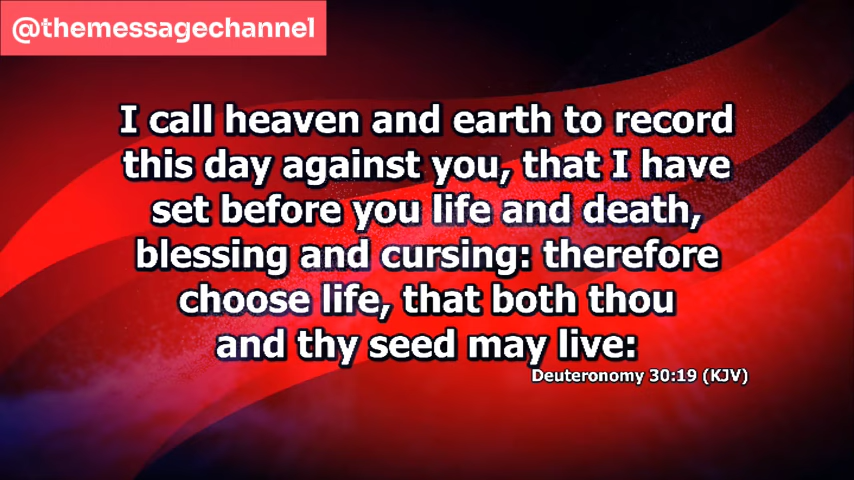 @themessagechannel
I call heaven and earth to record
this day against you, that I have
set before you life and death,
blessing and cursing: therefore
choose life, that both thou
and thy seed may live:
Deuteronomy 30:19 (KJV)